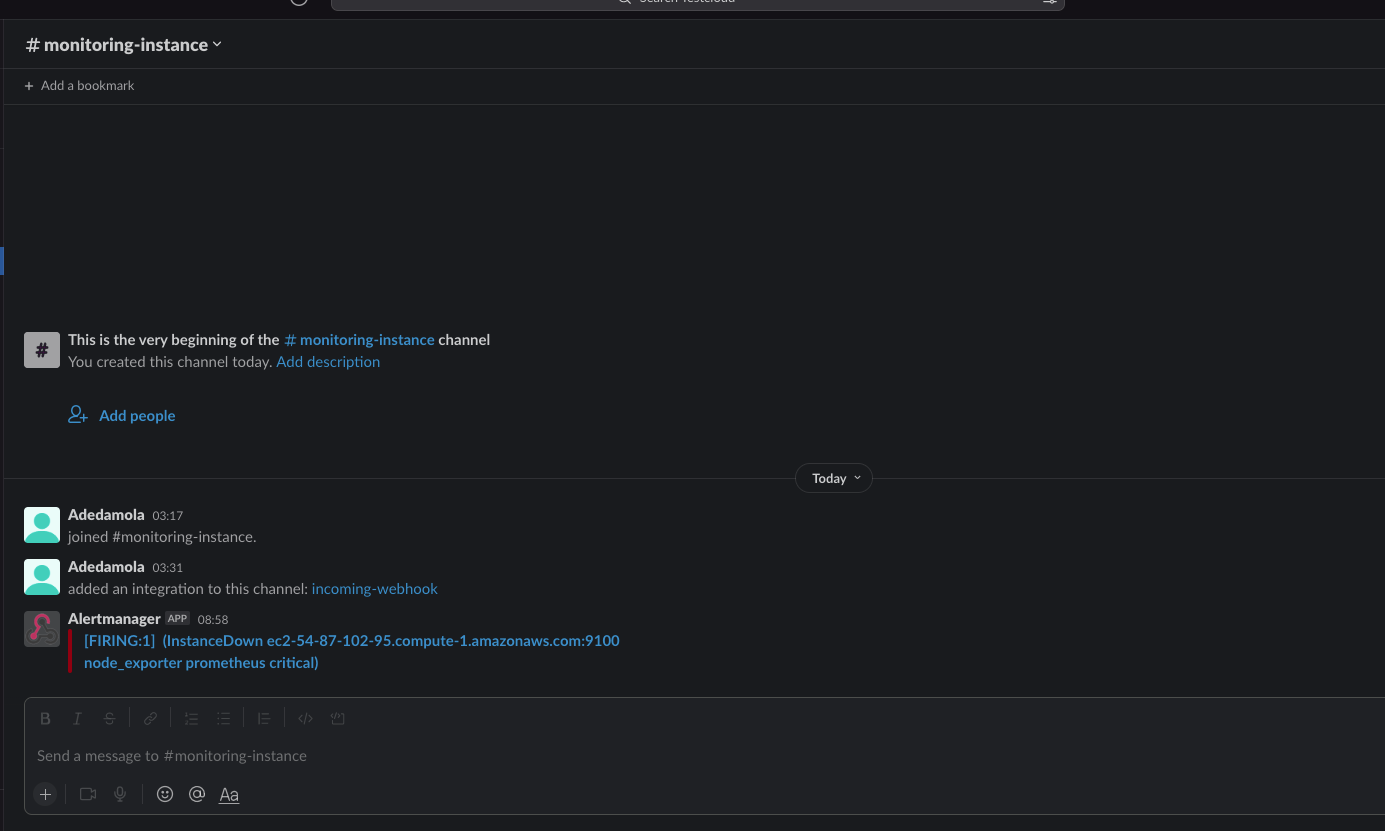 # monitoring-instance
+ Add a bookmark
# This is the very beginning of the # monitoring-instance channel
You created this channel today. Add description
Add people
Today
Adedamola 03:17
joined #monitoring-instance.
Adedamola 03:31
added an integration to this channel: incoming-webhook
Alertmanager APP 08:58
[FIRING:1] (InstanceDown ec2-54-87-102-95.compute-1.amazonaws.com:9100
node_exporter prometheus critical)
B I S
Send a message to #monitoring-instance
+ @ Aa